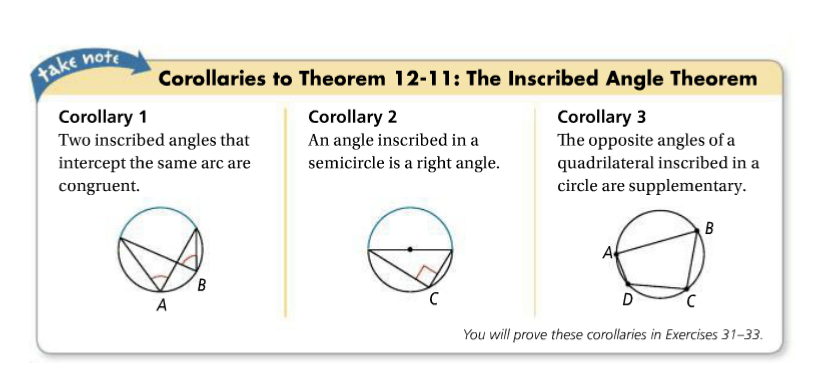 take note
Corollaries to Theorem 12-11: The Inscribed Angle Theorem
Corollary 1
Two inscribed angles that
intercept the same arc are
congruent.
A
B
Corollary 2
An angle inscribed in a
semicircle is a right angle.
C
Corollary 3
The opposite angles of a
quadrilateral inscribed in a
circle are supplementary.
A
B
D
C
You will prove these corollaries in Exercises 31–33.